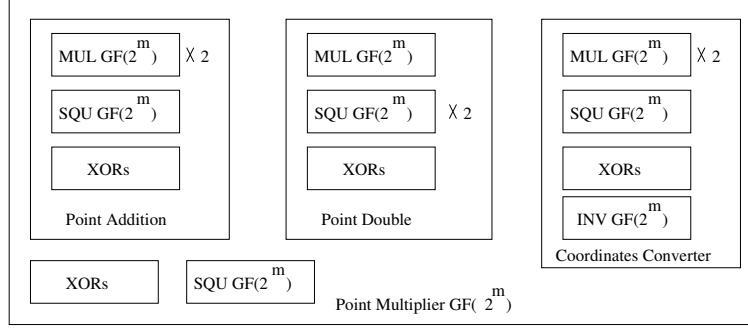 MUL GF(2^m) X 2
SQU GF(2^m)
XORs
Point Addition
MUL GF(2^m)
SQU GF(2^m) X 2
XORs
Point Double
MUL GF(2^m) X 2
SQU GF(2^m)
XORs
INV GF(2^m)
Coordinates Converter
XORs
SQU GF(2^m)
Point Multiplier GF( 2^m)